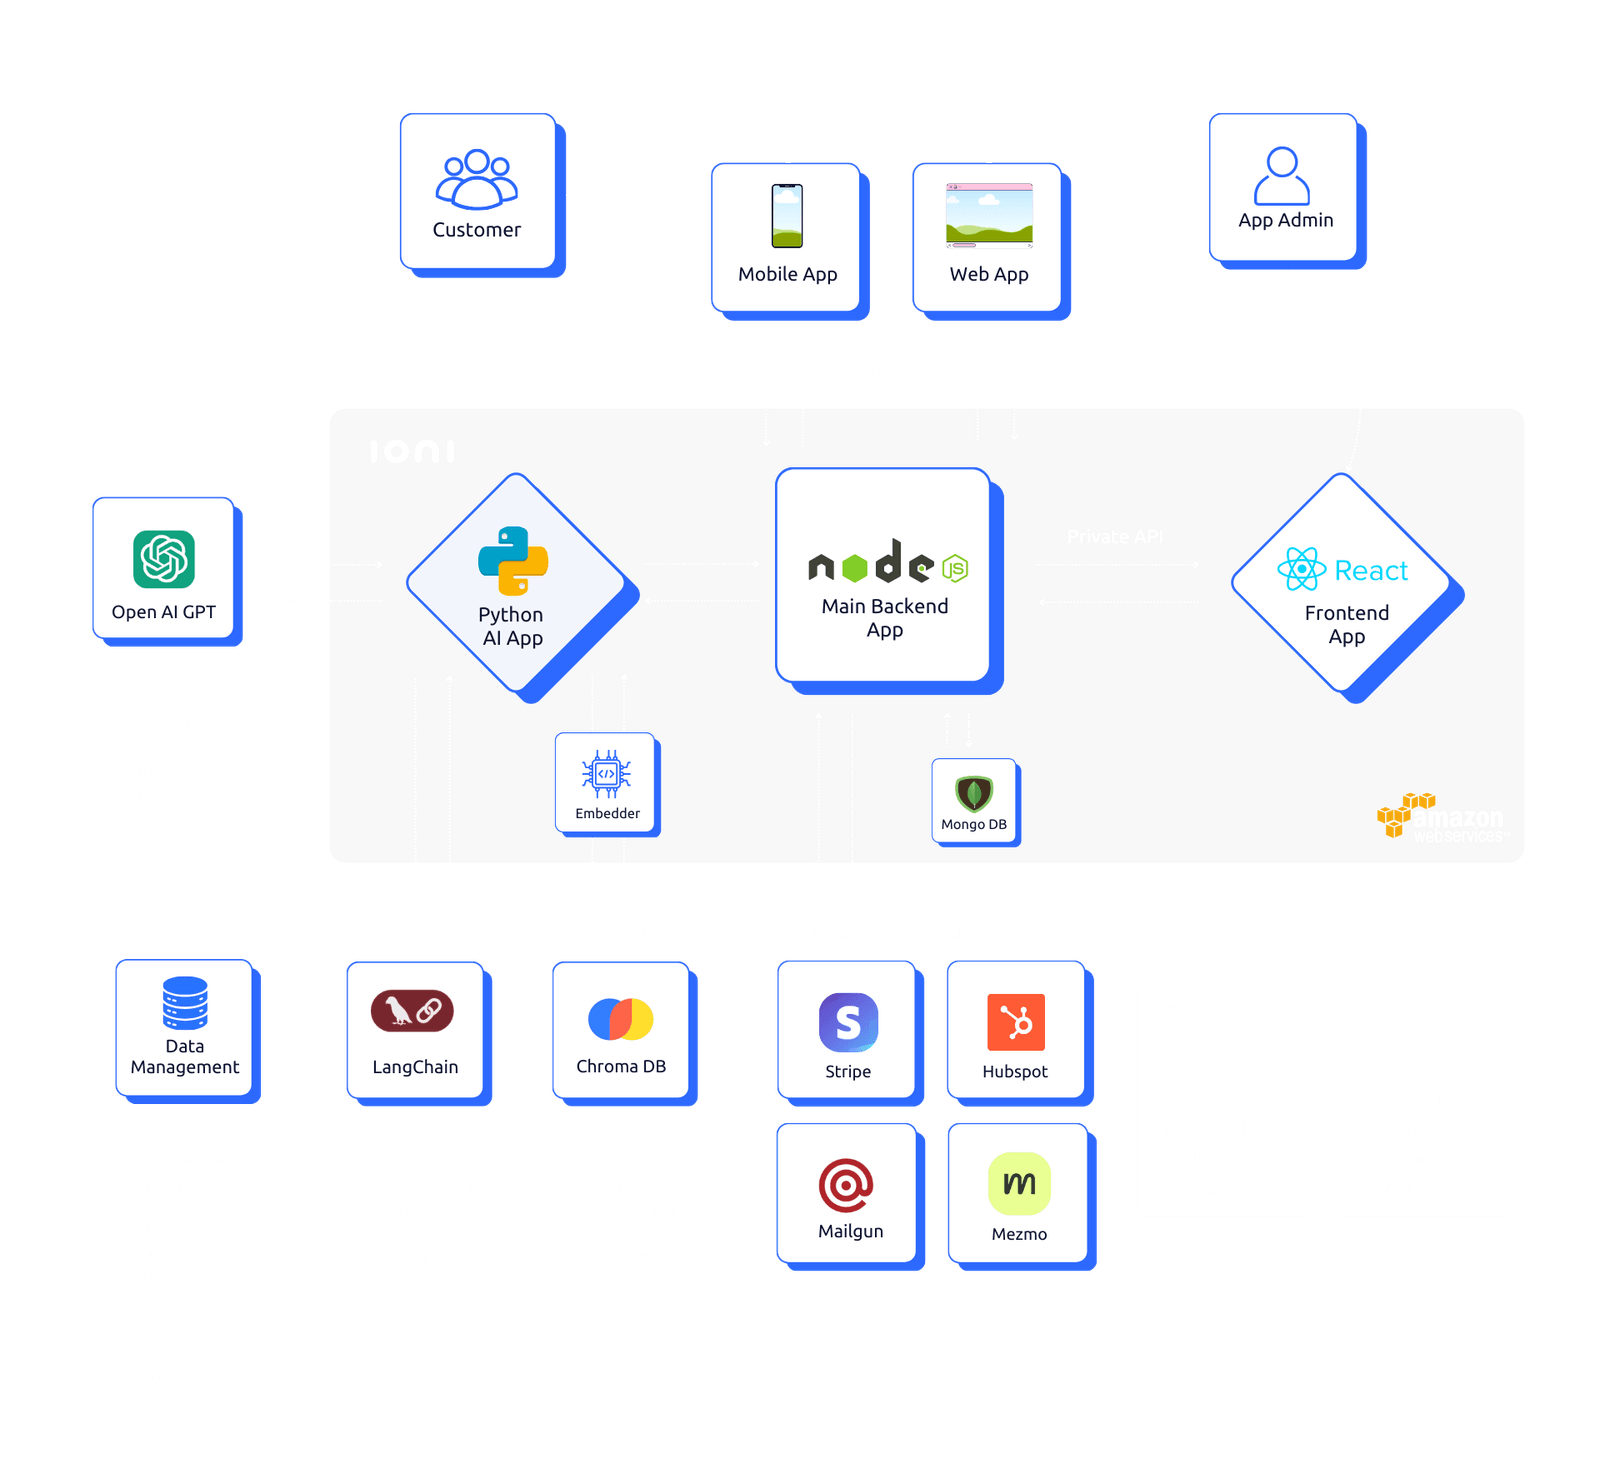 Customer
Mobile App
Web App
App Admin
IONI
Open AI GPT
Python
AI App
node
JS
Main Backend
App
Private API
React
Frontend
App
Embedder
Mongo DB
amazon
web services
Data
Management
LangChain
Chroma DB
S
Stripe
Hubspot
Mailgun
m
Mezmo